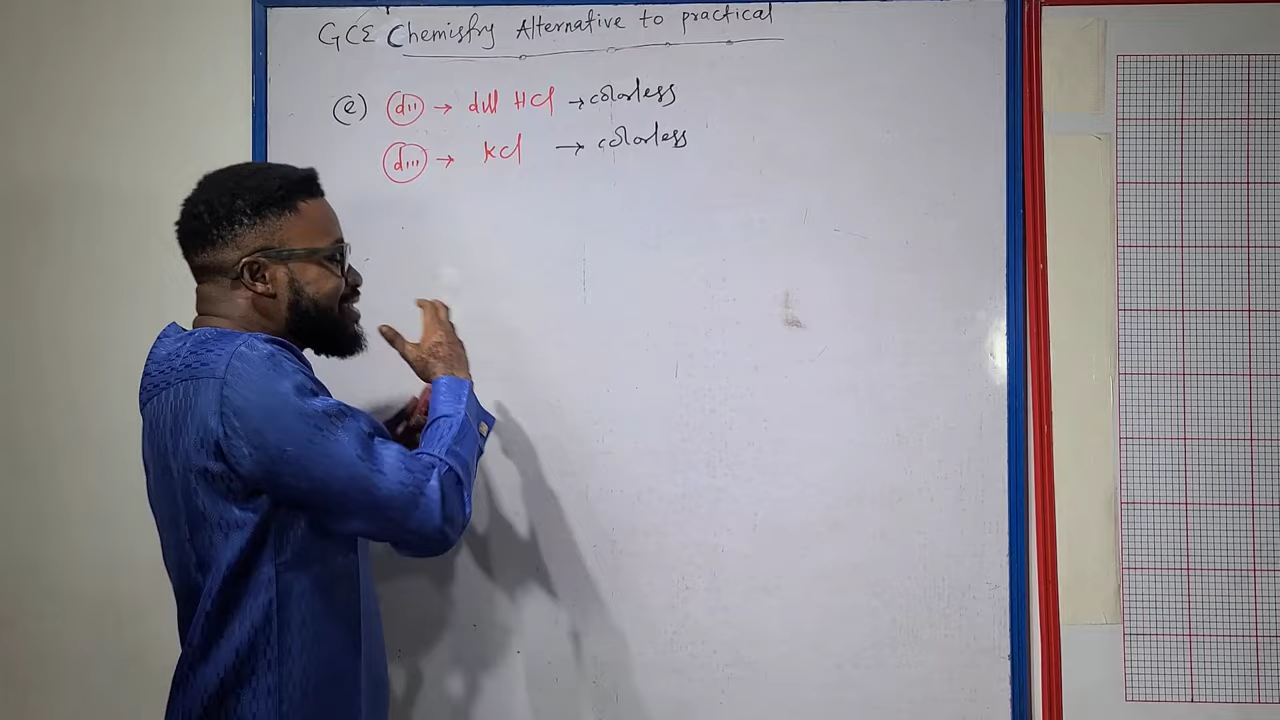 GCE Chemistry Alternative to practical
(e) dii → dil HCl → colorless
diii → KCl → colorless